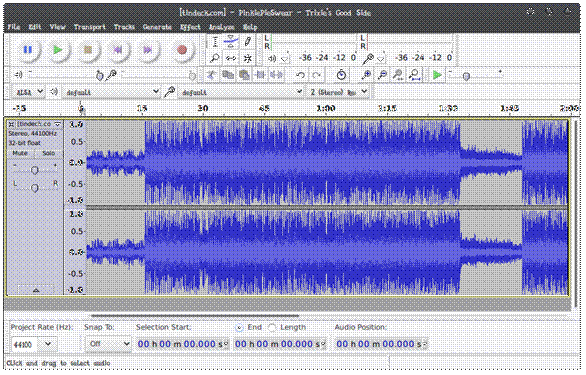 [tindeck.com] - PinkiePieSwear - Trixie's Good Side
File Edit View Transport Tracks Generate Effect Analyze Help
L
R
-36 -24 -12 0
L
R
-36 -24 -12 0
ALSA default default 2 (Stereo)
-15 0 15 30 45 1:00 1:15 1:30 1:45 2:00
[tindeck.co
Stereo, 44100Hz
32-bit float
Mute Solo
- +
L R
1.0
0.5
0.0
-0.5
-1.0
1.0
0.5
0.0
-0.5
-1.0
Project Rate (Hz): Snap To: Selection Start: End Length Audio Position:
44100 Off 00 h 00 m 00.000 s 00 h 00 m 00.000 s 00 h 00 m 00.000 s
Click and drag to select audio